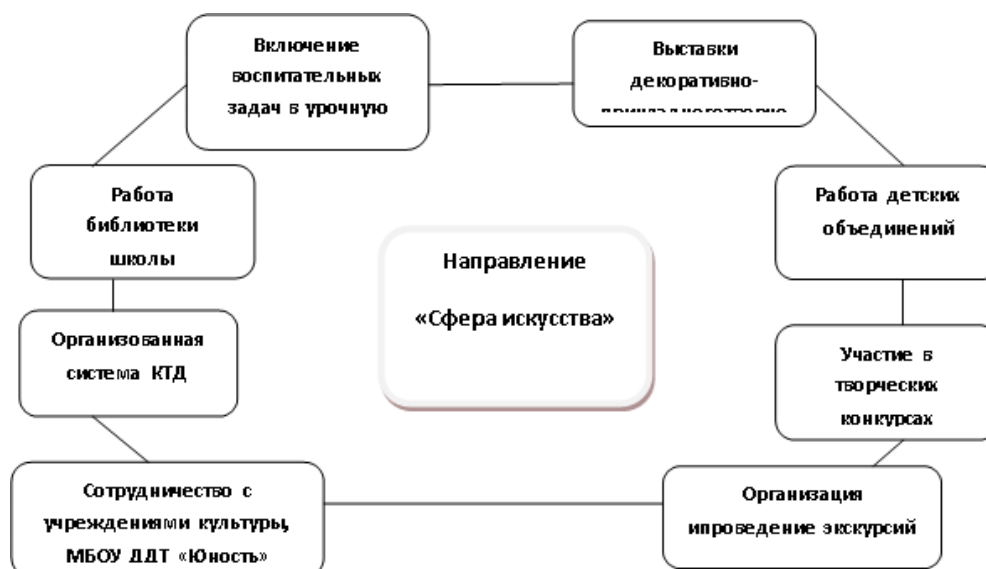 Включение
воспитательных
задач в урочную
Выставки
декоративно-
Работа детских
объединений
Участие в
творческих
конкурсах
Организация
ипроведение экскурсий
Сотрудничество с
учреждениями культуры,
МБОУ ДДТ «Юность»
Организованная
система КТД
Работа
библиотеки
школы
Направление
«Сфера искусства»